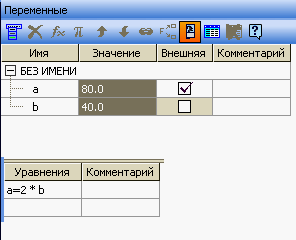 Переменные
Имя Значение Внешняя Комментарий
БЕЗ ИМЕНИ
a 80.0
b 40.0
Уравнения Комментарий
a=2 * b